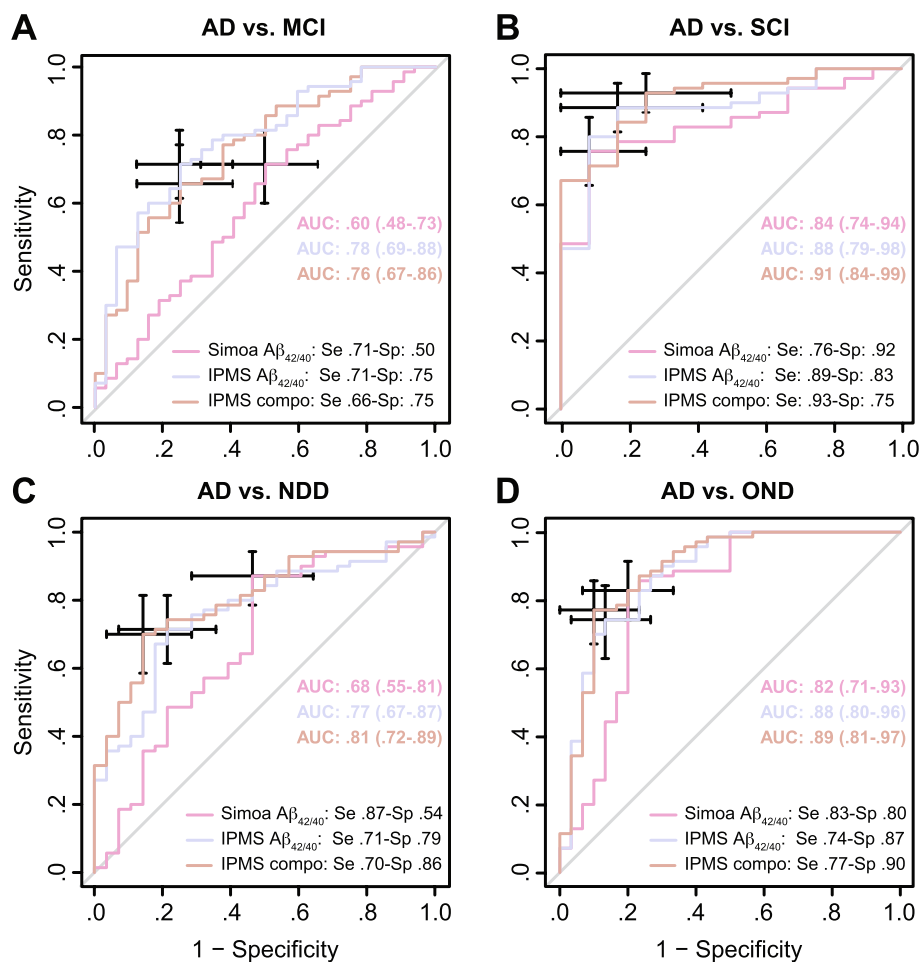 A AD vs. MCI
Sensitivity
1.0
.8
.6
.4
.2
.0
AUC: .60 (.48-.73)
AUC: .78 (.69-.88)
AUC: .76 (.67-.86)
Simoa Aβ42/40: Se .71-Sp: .50
IPMS Aβ42/40: Se .71-Sp: .75
IPMS compo: Se .66-Sp: .75
.0 .2 .4 .6 .8 1.0
B AD vs. SCI
1.0
.8
.6
.4
.2
.0
AUC: .84 (.74-.94)
AUC: .88 (.79-.98)
AUC: .91 (.84-.99)
Simoa Aβ42/40: Se: .76-Sp: .92
IPMS Aβ42/40: Se: .89-Sp: .83
IPMS compo: Se: .93-Sp: .75
.0 .2 .4 .6 .8 1.0
C AD vs. NDD
Sensitivity
1.0
.8
.6
.4
.2
.0
AUC: .68 (.55-.81)
AUC: .77 (.67-.87)
AUC: .81 (.72-.89)
Simoa Aβ42/40: Se .87-Sp .54
IPMS Aβ42/40: Se .71-Sp .79
IPMS compo: Se .70-Sp .86
.0 .2 .4 .6 .8 1.0
1 − Specificity
D AD vs. OND
1.0
.8
.6
.4
.2
.0
AUC: .82 (.71-.93)
AUC: .88 (.80-.96)
AUC: .89 (.81-.97)
Simoa Aβ42/40: Se .83-Sp .80
IPMS Aβ42/40: Se .74-Sp .87
IPMS compo: Se .77-Sp .90
.0 .2 .4 .6 .8 1.0
1 − Specificity